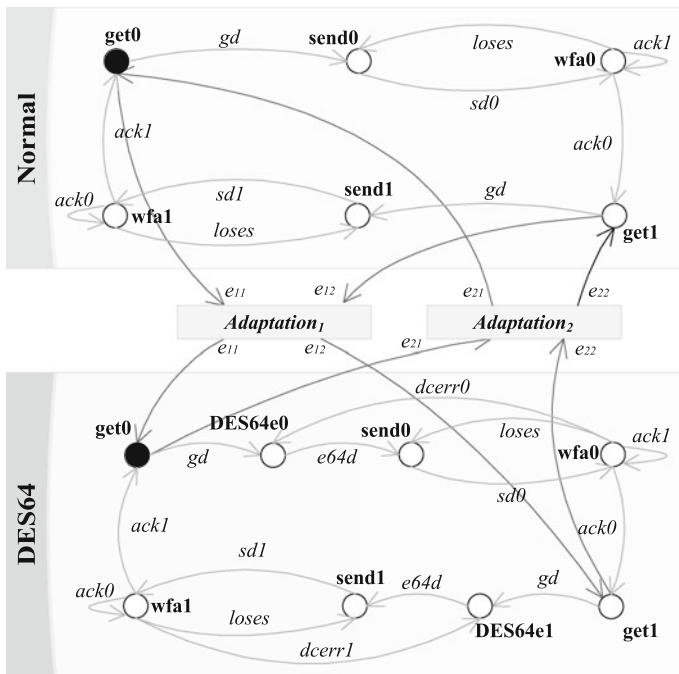 get0
gd
send0
loses
wfa0
ack1
sd0
ack1
ack0
Normal
ack0
wfa1
sd1
loses
send1
gd
get1
e11
e12
e21
e22
Adaptation1
Adaptation2
e11
e12
e21
e22
dcerr0
get0
DES64e0
send0
loses
wfa0
ack1
gd
e64d
sd0
DES64
ack1
ack0
sd1
ack0
wfa1
send1
e64d
gd
loses
DES64e1
get1
dcerr1